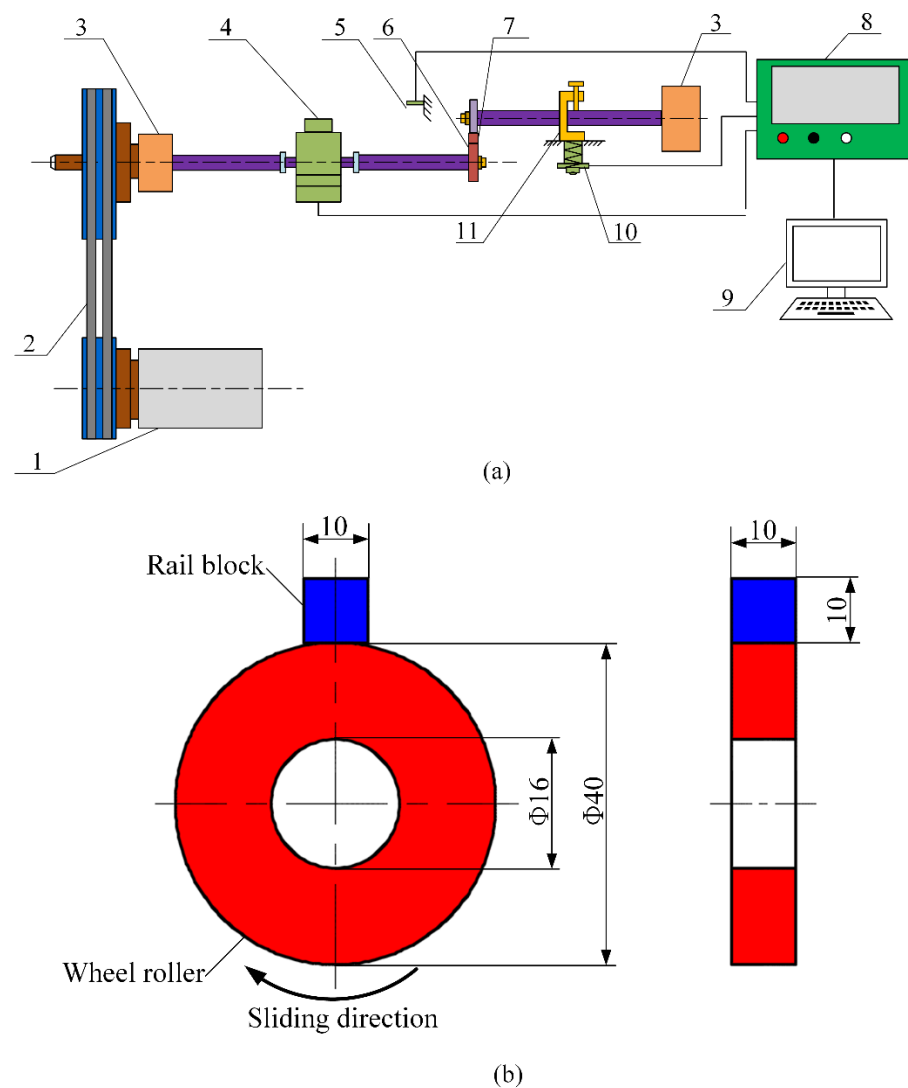 3
4
5
6
7
3
8
2
11
10
9
1
(a)
10
10
Rail block
10
Φ16
Φ40
Wheel roller
Sliding direction
(b)